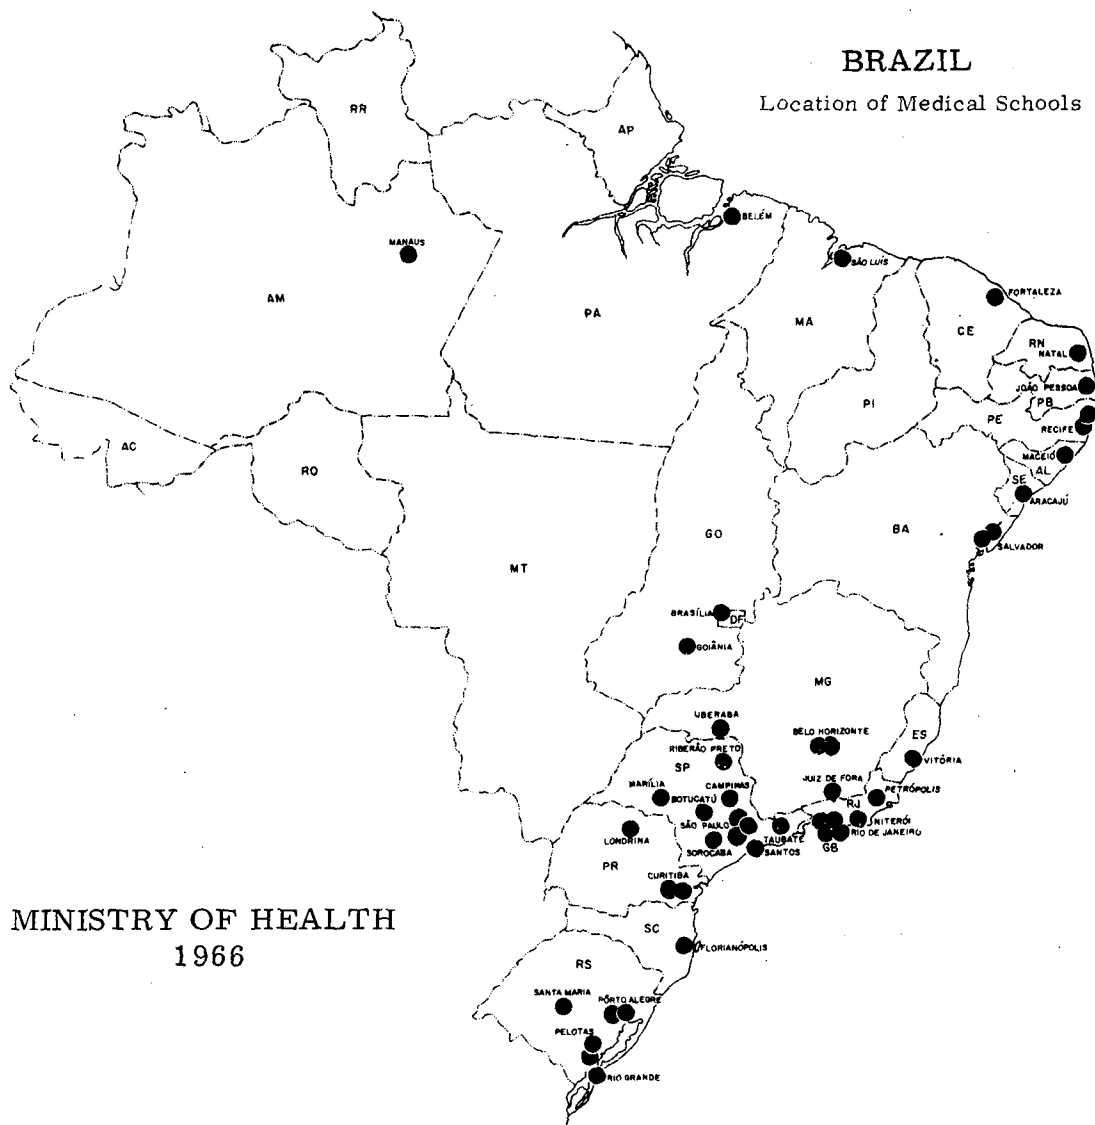 BRAZIL
Location of Medical Schools
RR
AP
BELÉM
MANAUS
SÃO LUÍS
AM
PA
MA
FORTALEZA
CE
RN
NATAL
JOÃO PESSOA
PB
PI
PE
RECIFE
AC
RO
MACEIÓ
AL
SE
ARACAJÚ
GO
BA
SALVADOR
MT
BRASÍLIA
DF
GOIÂNIA
MG
UBERABA
BELO HORIZONTE
ES
VITÓRIA
RIBERÃO PRETO
SP
MARÍLIA
CAMPINAS
JUIZ DE FORA
PETRÓPOLIS
BOTUCATÚ
RJ
SÃO PAULO
NITERÓI
LONDRINA
TAUBATÉ
RIO DE JANEIRO
SOROCABA
SANTOS
GB
PR
CURITIBA
MINISTRY OF HEALTH
1966
SC
FLORIANÓPOLIS
RS
SANTA MARIA
PÔRTO ALEGRE
PELOTAS
RIO GRANDE